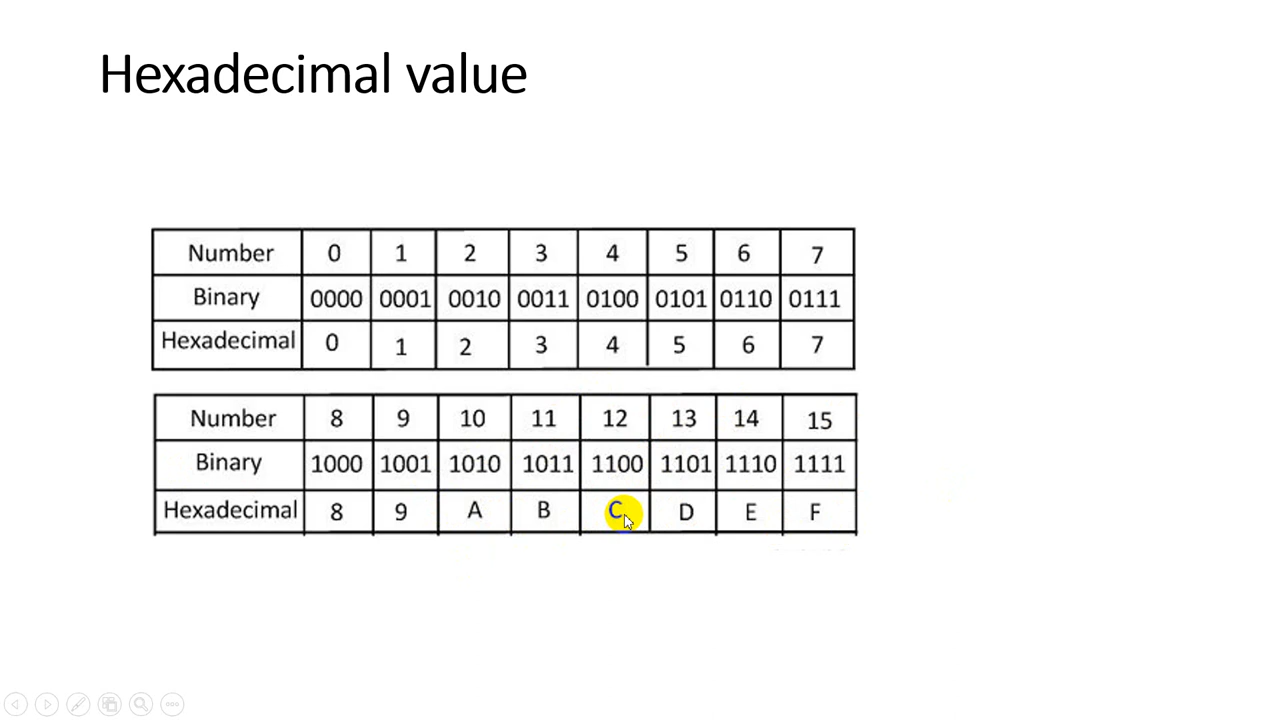 Hexadecimal value
Number 0 1 2 3 4 5 6 7
Binary 0000 0001 0010 0011 0100 0101 0110 0111
Hexadecimal 0 1 2 3 4 5 6 7
Number 8 9 10 11 12 13 14 15
Binary 1000 1001 1010 1011 1100 1101 1110 1111
Hexadecimal 8 9 A B C D E F